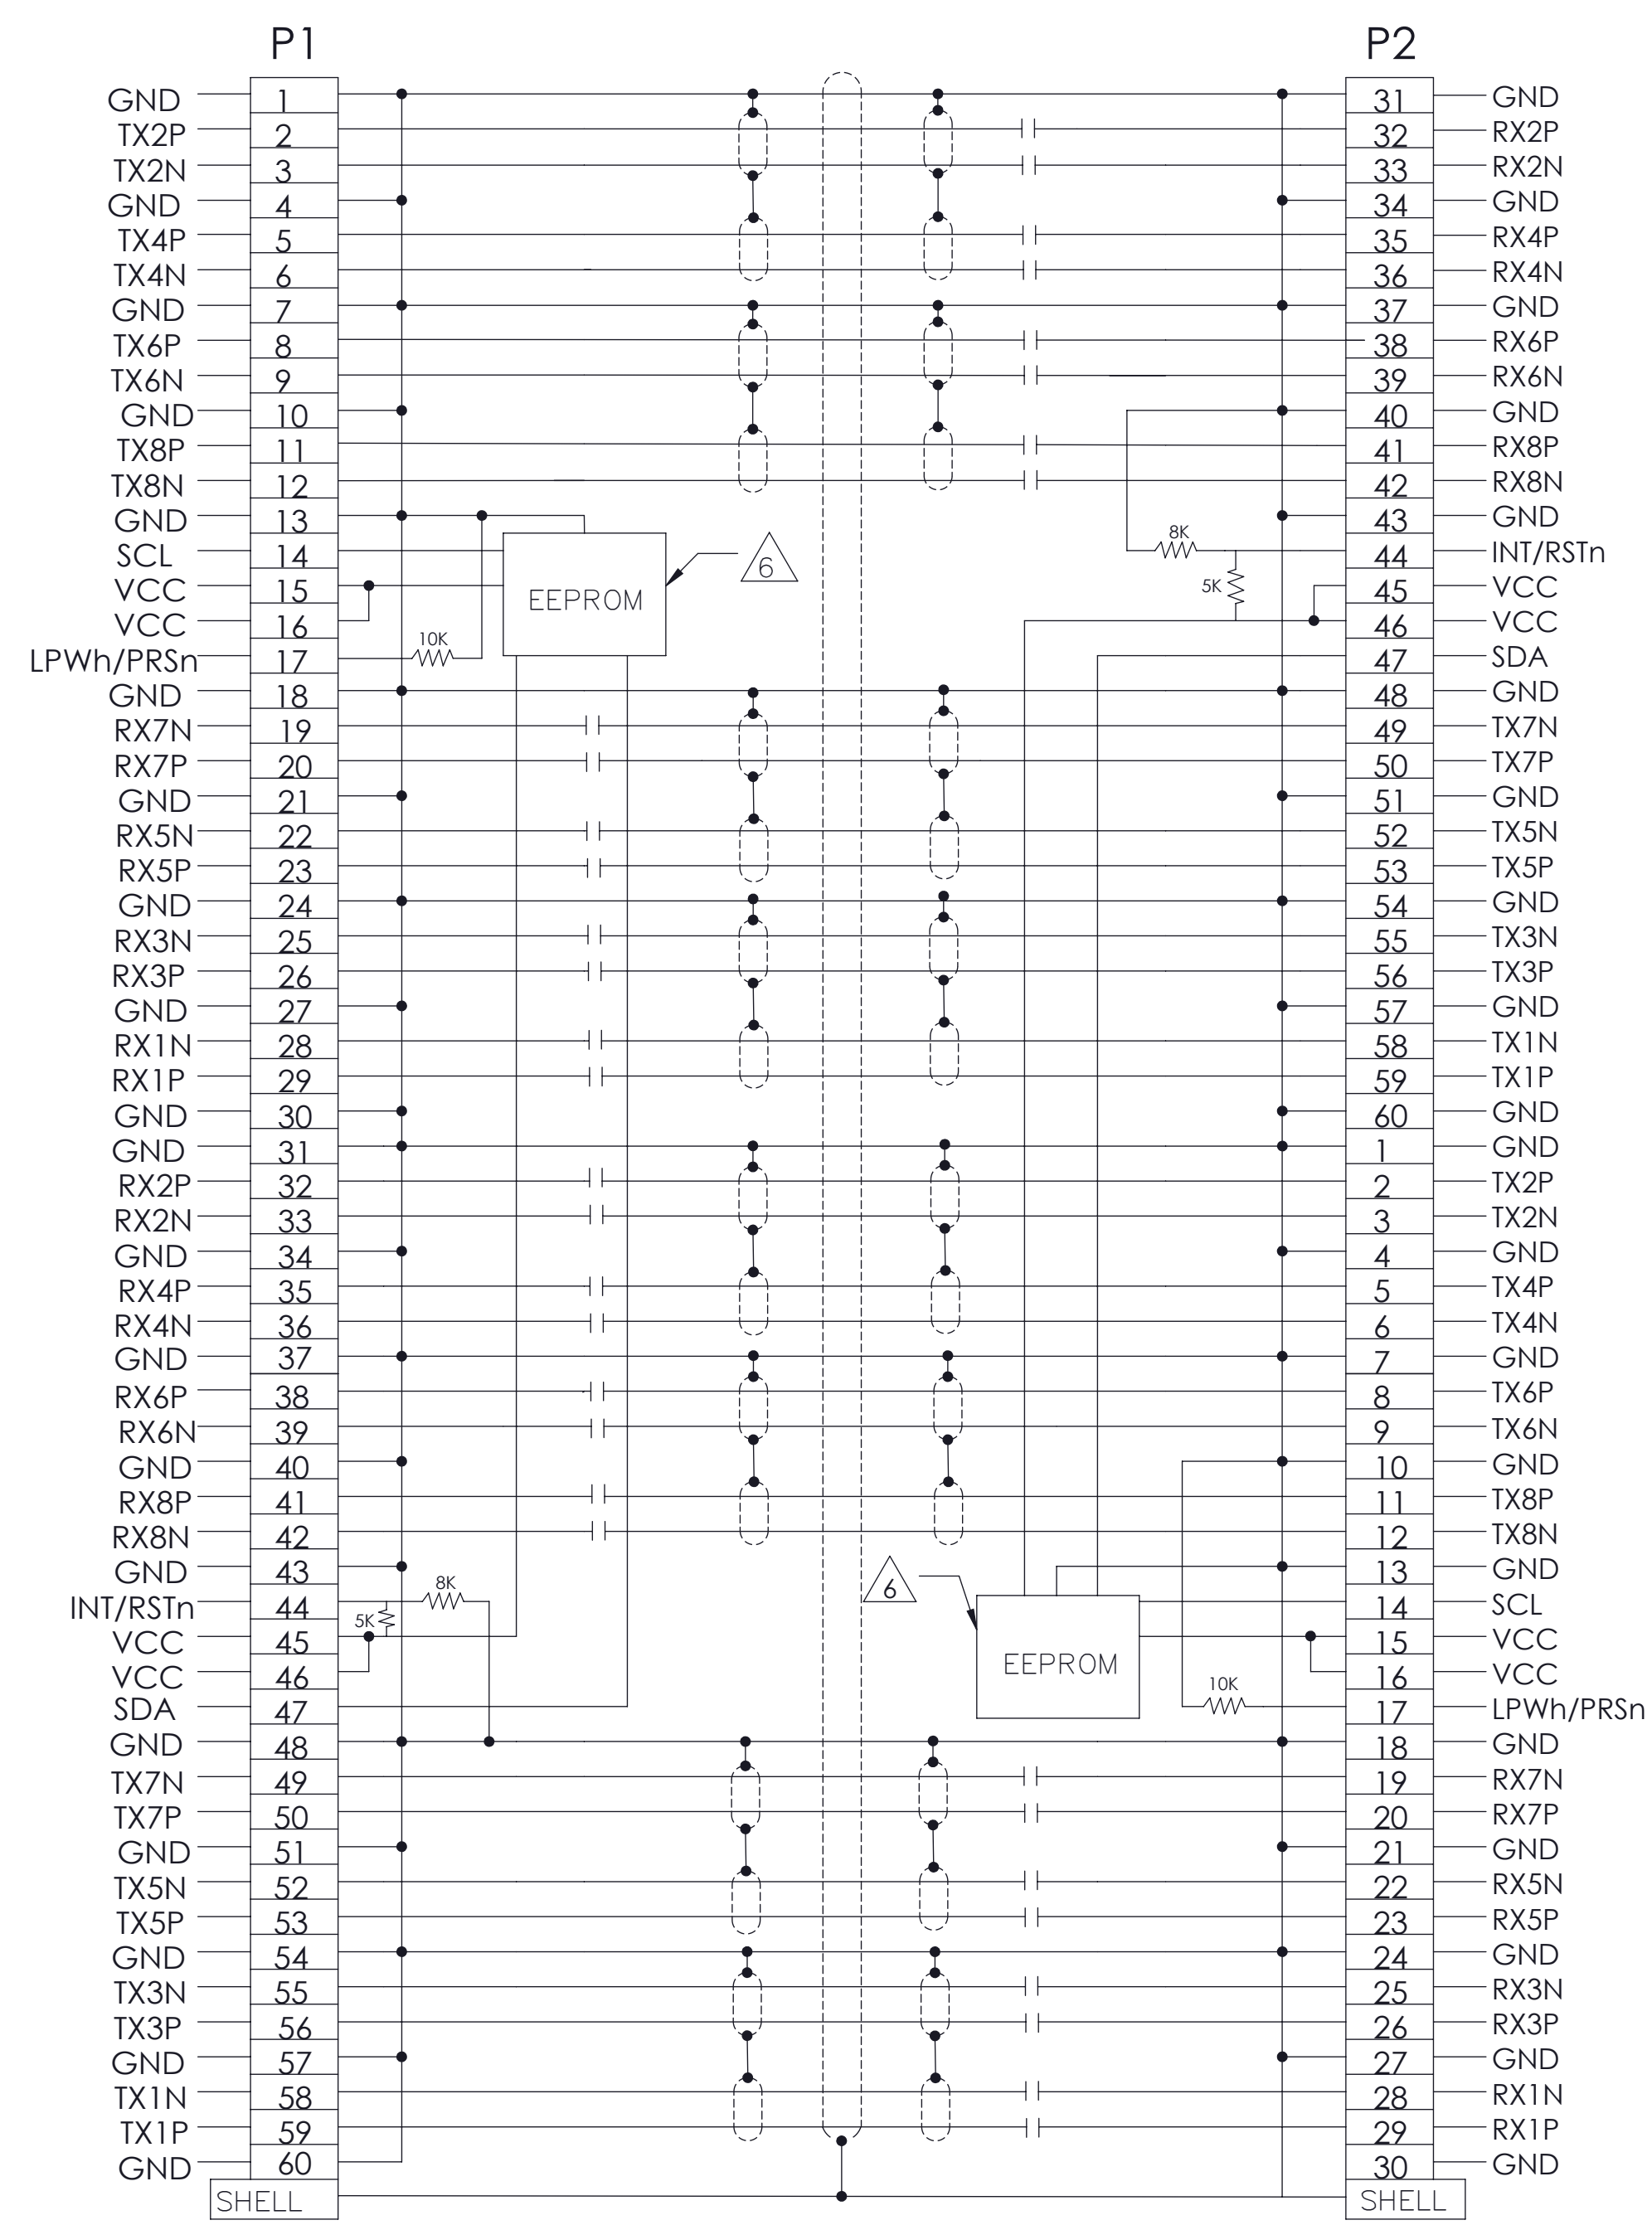 P1 P2
GND 1 31 GND
TX2P 2 32 RX2P
TX2N 3 33 RX2N
GND 4 34 GND
TX4P 5 35 RX4P
TX4N 6 36 RX4N
GND 7 37 GND
TX6P 8 38 RX6P
TX6N 9 39 RX6N
GND 10 40 GND
TX8P 11 41 RX8P
TX8N 12 42 RX8N
GND 13 43 GND
8K
SCL 14 44 INT/RSTn
6
VCC 15 5K 45 VCC
EEPROM
VCC 16 46 VCC
10K
LPWh/PRSn 17 47 SDA
GND 18 48 GND
RX7N 19 49 TX7N
RX7P 20 50 TX7P
GND 21 51 GND
RX5N 22 52 TX5N
RX5P 23 53 TX5P
GND 24 54 GND
RX3N 25 55 TX3N
RX3P 26 56 TX3P
GND 27 57 GND
RX1N 28 58 TX1N
RX1P 29 59 TX1P
GND 30 60 GND
GND 31 1 GND
RX2P 32 2 TX2P
RX2N 33 3 TX2N
GND 34 4 GND
RX4P 35 5 TX4P
RX4N 36 6 TX4N
GND 37 7 GND
RX6P 38 8 TX6P
RX6N 39 9 TX6N
GND 40 10 GND
RX8P 41 11 TX8P
RX8N 42 12 TX8N
GND 43 13 GND
8K 6
INT/RSTn 44 14 SCL
5K
VCC 45 15 VCC
EEPROM
VCC 46 16 VCC
10K
SDA 47 17 LPWh/PRSn
GND 48 18 GND
TX7N 49 19 RX7N
TX7P 50 20 RX7P
GND 51 21 GND
TX5N 52 22 RX5N
TX5P 53 23 RX5P
GND 54 24 GND
TX3N 55 25 RX3N
TX3P 56 26 RX3P
GND 57 27 GND
TX1N 58 28 RX1N
TX1P 59 29 RX1P
GND 60 30 GND
SHELL SHELL